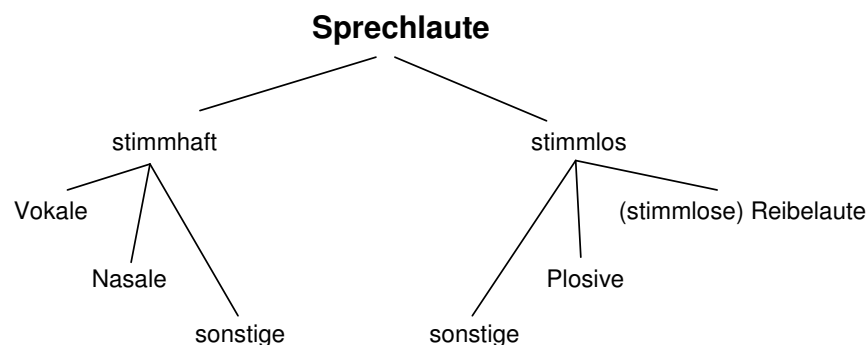 Sprechlaute
stimmhaft stimmlos
Vokale (stimmlose) Reibelaute
Nasale Plosive
sonstige sonstige